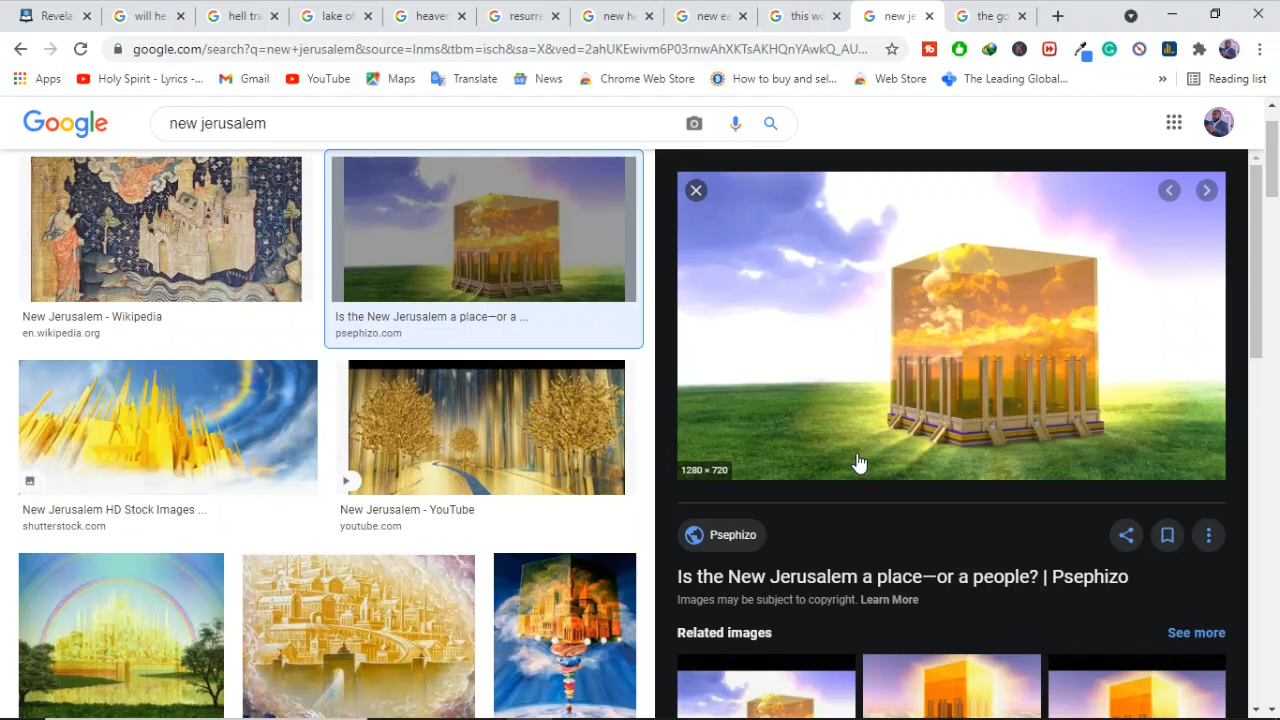 Revela
will he
hell tr
lake of
heaver
resurre
new he
new ea
this wo
new je
the go
google.com/search?q=new+jerusalem&source=lnms&tbm=isch&sa=X&ved=2ahUKEwivm6P03rnwAhXKTsAKHQnYAwkQ_AU...
Apps
Holy Spirit - Lyrics -...
Gmail
YouTube
Maps
Translate
News
Chrome Web Store
How to buy and sel...
Web Store
The Leading Global...
»
Reading list
Google
new jerusalem
New Jerusalem - Wikipedia
en.wikipedia.org
Is the New Jerusalem a place—or a ...
psephizo.com
New Jerusalem HD Stock Images ...
shutterstock.com
New Jerusalem - YouTube
youtube.com
1280 × 720
Psephizo
Is the New Jerusalem a place—or a people? | Psephizo
Images may be subject to copyright. Learn More
Related images
See more